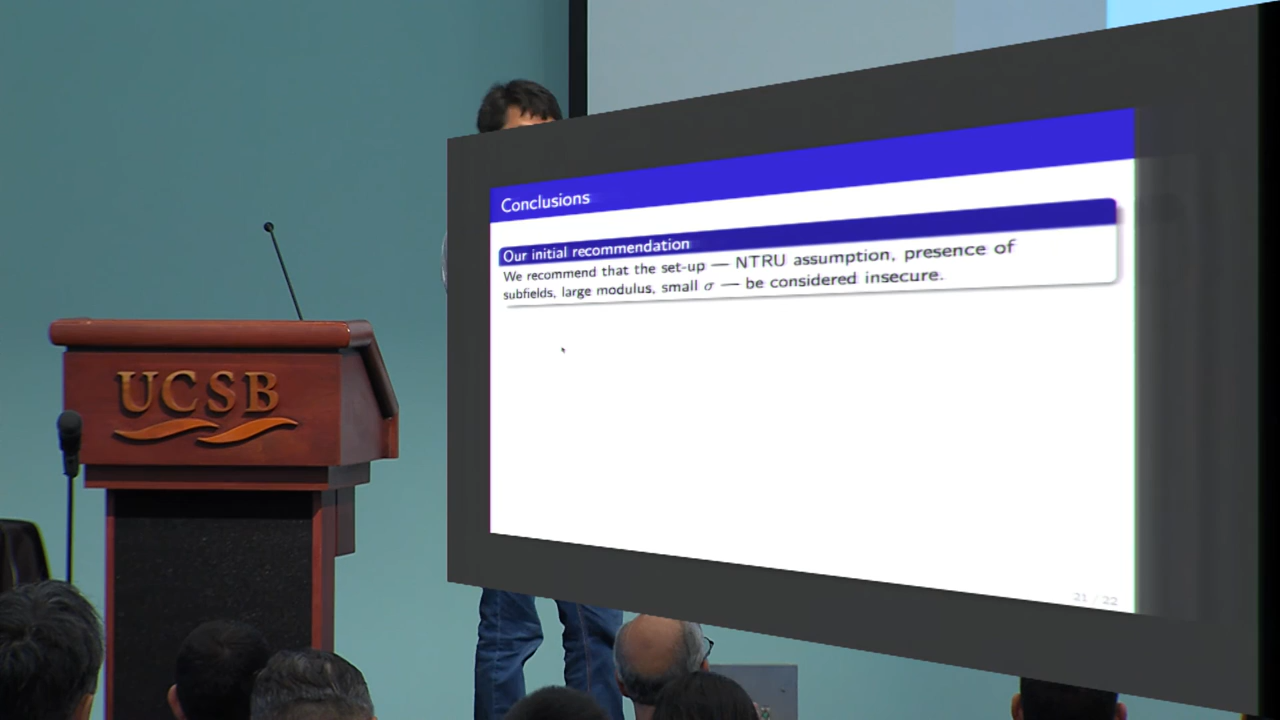 Conclusions
Our initial recommendation
We recommend that the set-up — NTRU assumption, presence of
subfields, large modulus, small σ — be considered insecure.
21 / 22
UCSB